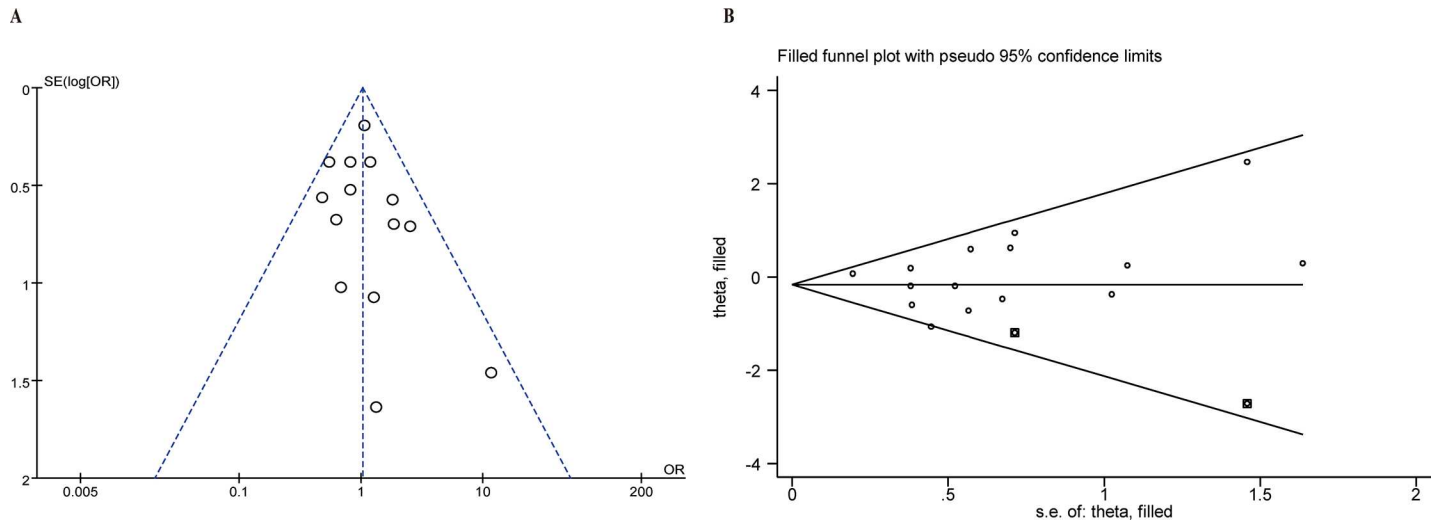 A
SE(log[OR])
0
0.5
1
1.5
2
OR
0.005
0.1
1
10
200
B
Filled funnel plot with pseudo 95% confidence limits
theta, filled
4
2
0
-2
-4
0
.5
1
1.5
2
s.e. of: theta, filled